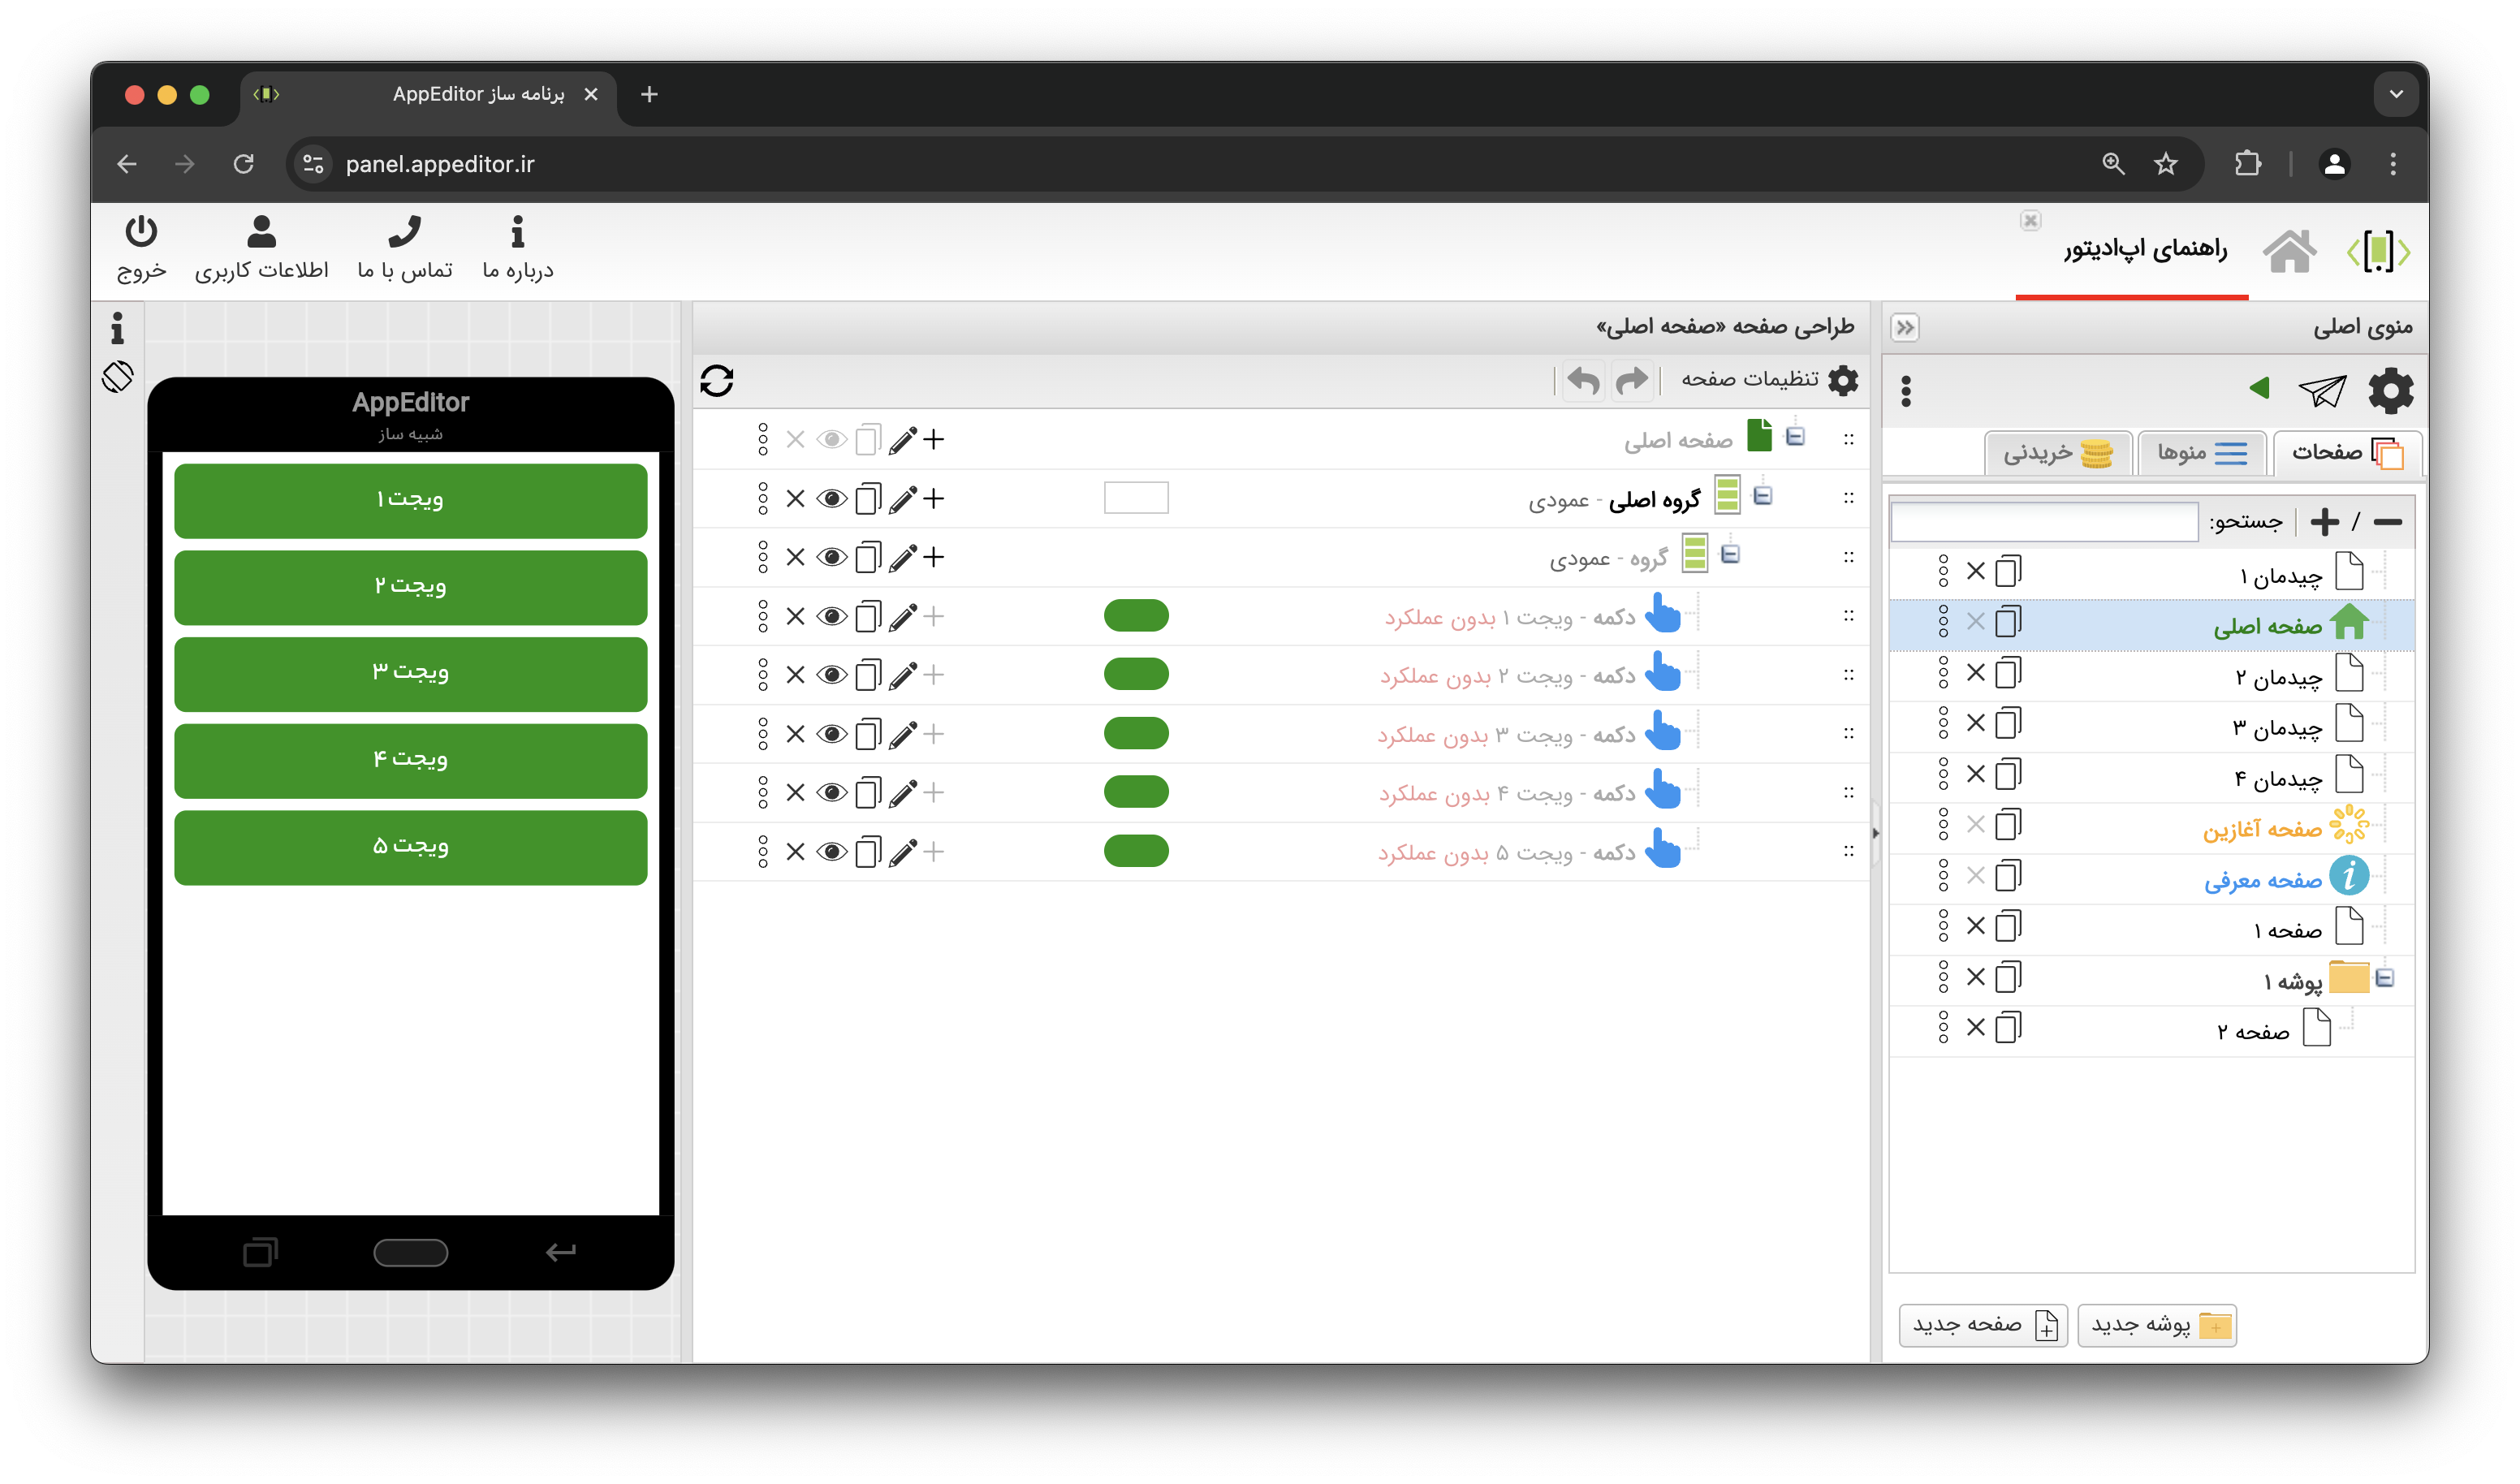 برنامه ساز AppEditor
panel.appeditor.ir
راهنمای اپ‌ادیتور
درباره ما
تماس با ما
اطلاعات کاربری
خروج
منوی اصلی
صفحات
منوها
خریدنی
/
جستجو:
چیدمان ۱
صفحه اصلی
چیدمان ۲
چیدمان ۳
چیدمان ۴
صفحه آغازین
صفحه معرفی
صفحه ۱
پوشه ۱
صفحه ۲
پوشه جدید
صفحه جدید
طراحی صفحه «صفحه اصلی»
تنظیمات صفحه
صفحه اصلی
گروه اصلی - عمودی
گروه - عمودی
دکمه - ویجت ۱ بدون عملکرد
دکمه - ویجت ۲ بدون عملکرد
دکمه - ویجت ۳ بدون عملکرد
دکمه - ویجت ۴ بدون عملکرد
دکمه - ویجت ۵ بدون عملکرد
AppEditor
شبیه ساز
ویجت ۱
ویجت ۲
ویجت ۳
ویجت ۴
ویجت ۵